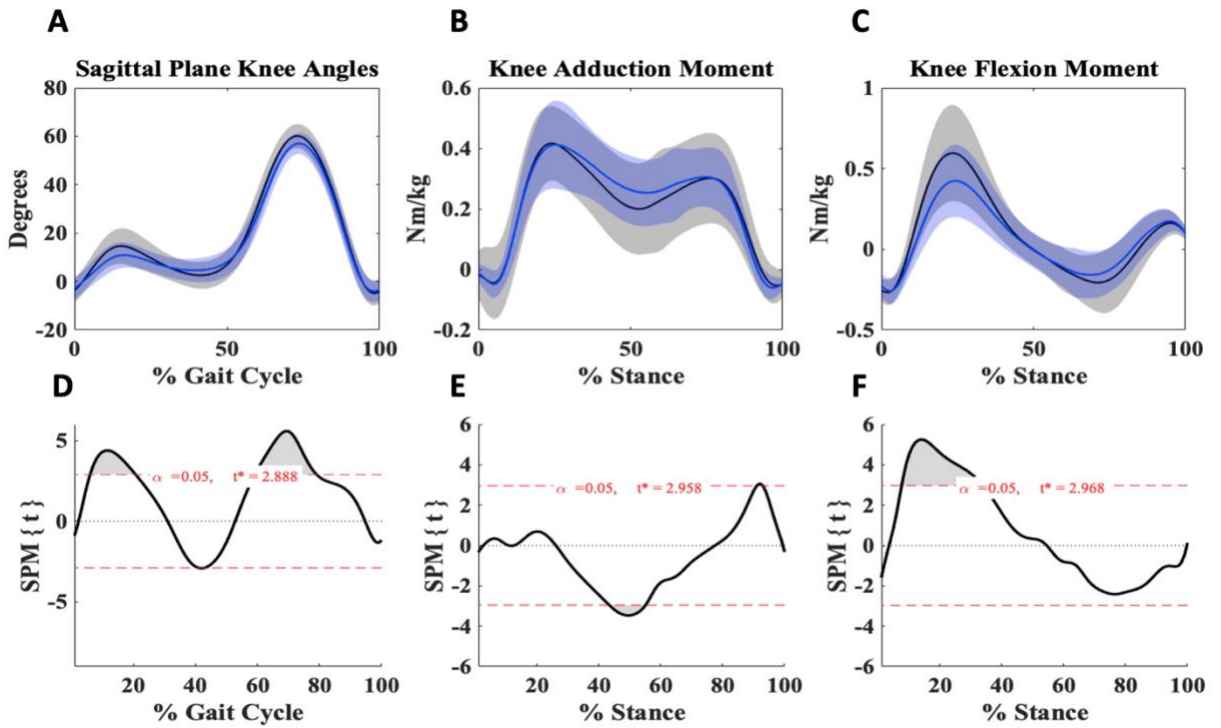 A
B
C
Sagittal Plane Knee Angles
Knee Adduction Moment
Knee Flexion Moment
80
60
40
20
0
-20
Degrees
0
50
100
% Gait Cycle
0.6
0.4
0.2
0
-0.2
Nm/kg
0
50
100
% Stance
1
0.5
0
-0.5
Nm/kg
0
50
100
% Stance
D
E
F
5
0
-5
SPM { t }
α =0.05, t* = 2.888
20
40
60
80
100
% Gait Cycle
6
4
2
0
-2
-4
-6
SPM { t }
α =0.05, t* = 2.958
20
40
60
80
100
% Stance
6
4
2
0
-2
-4
-6
SPM { t }
α =0.05, t* = 2.968
20
40
60
80
100
% Stance